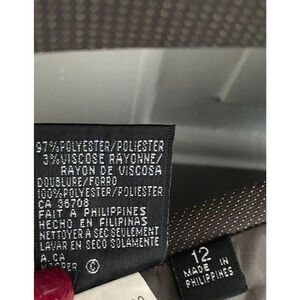 97%POLYESTER/POLIESTER
3%VISCOSE RAYONNE/
RAYON DE VISCOSA
DOUBLURE/FORRO
100%POLYESTER/POLIESTER
CA 36708
FAIT À PHILIPPINES
HECHO EN FILIPINAS
NETTOYER À SEC SEULEMENT
LAVAR EN SECO SOLAMENTE
A.CA
©
12
MADE IN
PHILIPPINES